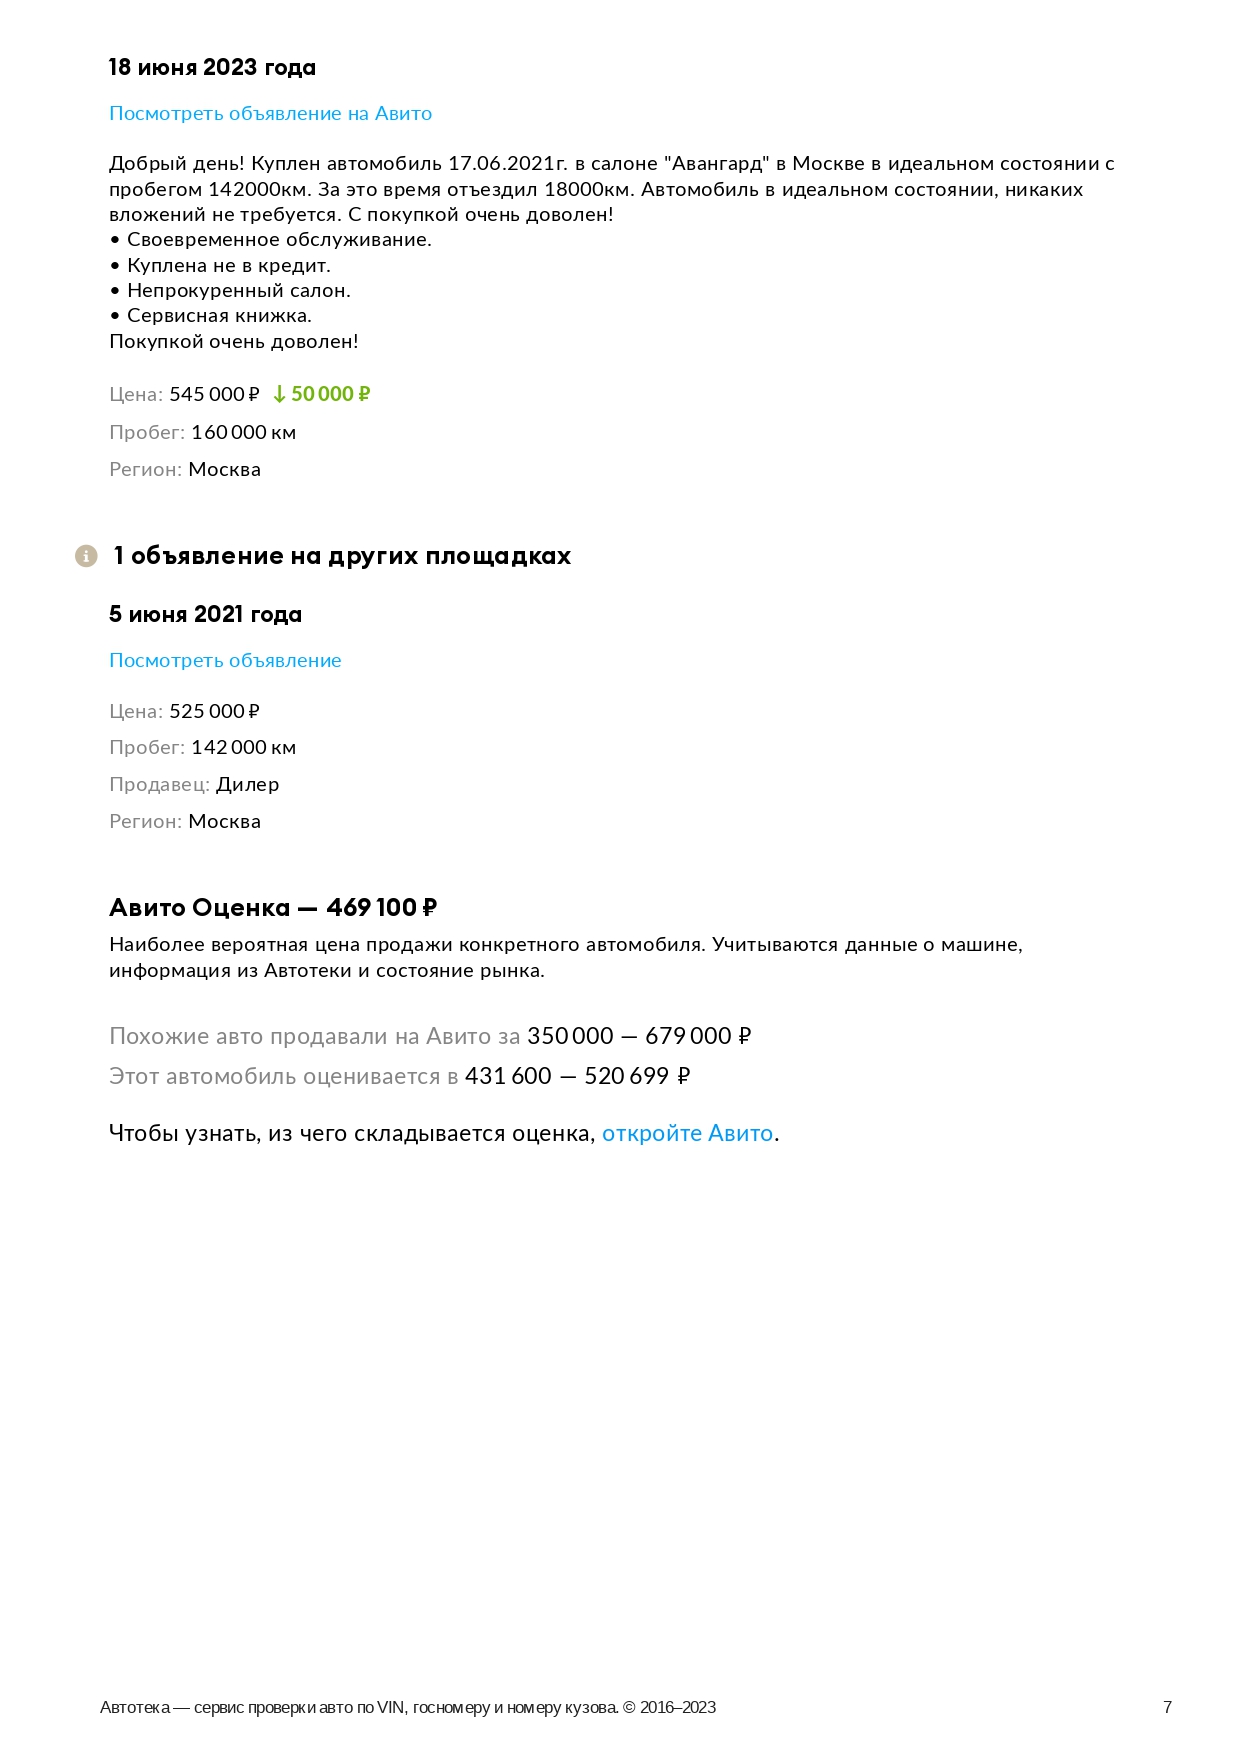 18 июня 2023 года
Посмотреть объявление на Авито
Добрый день! Куплен автомобиль 17.06.2021г. в салоне "Авангард" в Москве в идеальном состоянии с
пробегом 142000км. За это время отъездил 18000км. Автомобиль в идеальном состоянии, никаких
вложений не требуется. С покупкой очень доволен!
• Своевременное обслуживание.
• Куплена не в кредит.
• Непрокуренный салон.
• Сервисная книжка.
Покупкой очень доволен!
Цена: 545 000 ₽ ↓ 50 000 ₽
Пробег: 160 000 км
Регион: Москва
1 объявление на других площадках
5 июня 2021 года
Посмотреть объявление
Цена: 525 000 ₽
Пробег: 142 000 км
Продавец: Дилер
Регион: Москва
Авито Оценка — 469 100 ₽
Наиболее вероятная цена продажи конкретного автомобиля. Учитываются данные о машине,
информация из Автотеки и состояние рынка.
Похожие авто продавали на Авито за 350 000 — 679 000 ₽
Этот автомобиль оценивается в 431 600 — 520 699 ₽
Чтобы узнать, из чего складывается оценка, откройте Авито.
Автотека — сервис проверки авто по VIN, госномеру и номеру кузова. © 2016–2023 7